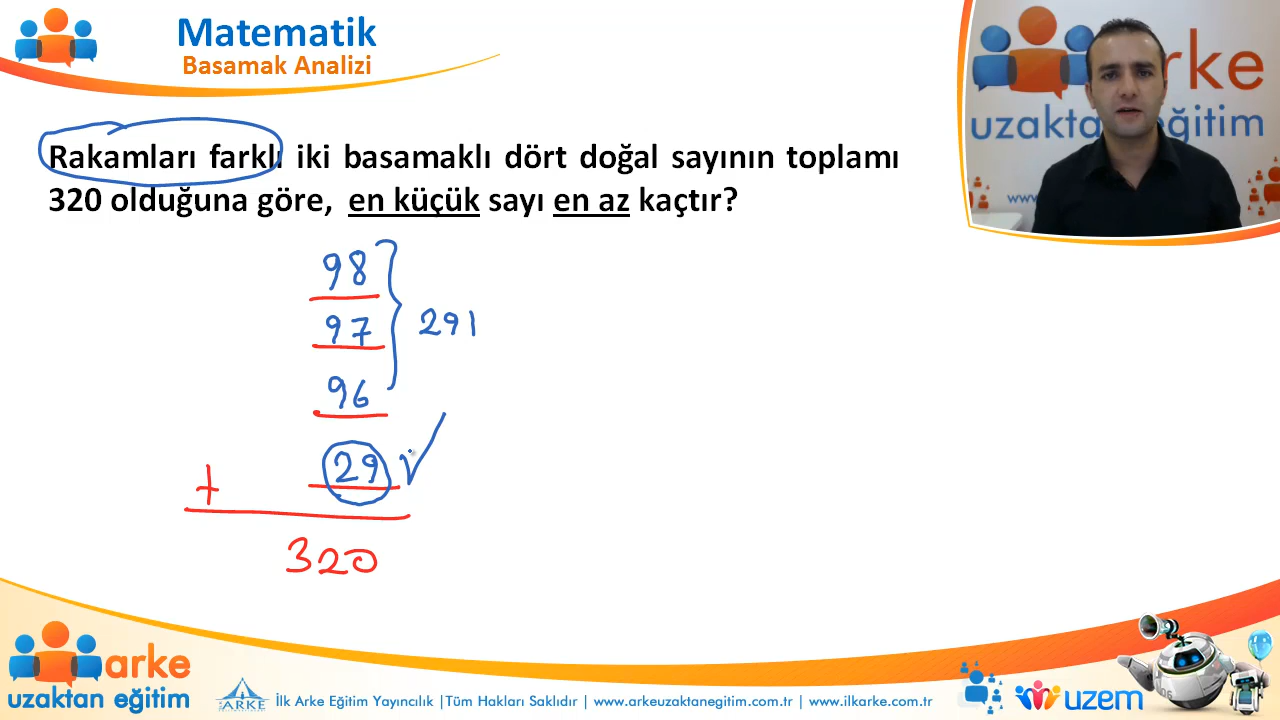 Matematik
Basamak Analizi
arke
uzaktan eğitim
www
Rakamları farklı iki basamaklı dört doğal sayının toplamı
320 olduğuna göre, en küçük sayı en az kaçtır?
98
97
96
291
29
+
320
arke
uzaktan eğitim
ARKE
İlk Arke Eğitim Yayıncılık |Tüm Hakları Saklıdır | www.arkeuzaktanegitim.com.tr | www.ilkarke.com.tr
uzem